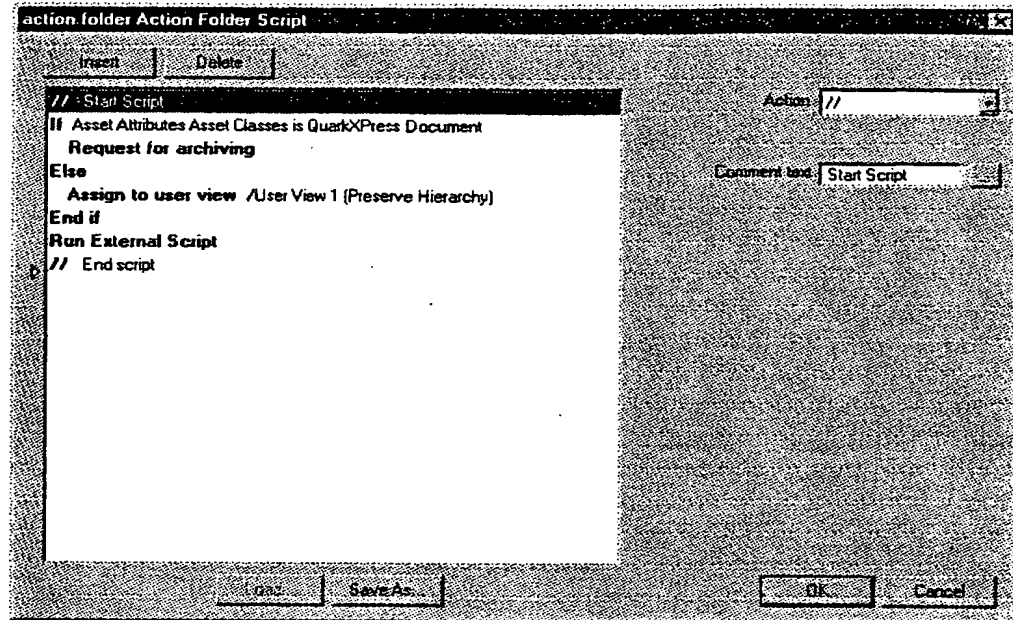 action.folder Action Folder Script
Insert Delete
// Start Script
If Asset Attributes Asset Classes is QuarkXPress Document
Request for archiving
Else
Assign to user view /User View 1 (Preserve Hierarchy)
End if
Run External Script
// End script
Action //
Comment text Start Script ...
Load... Save As... OK Cancel